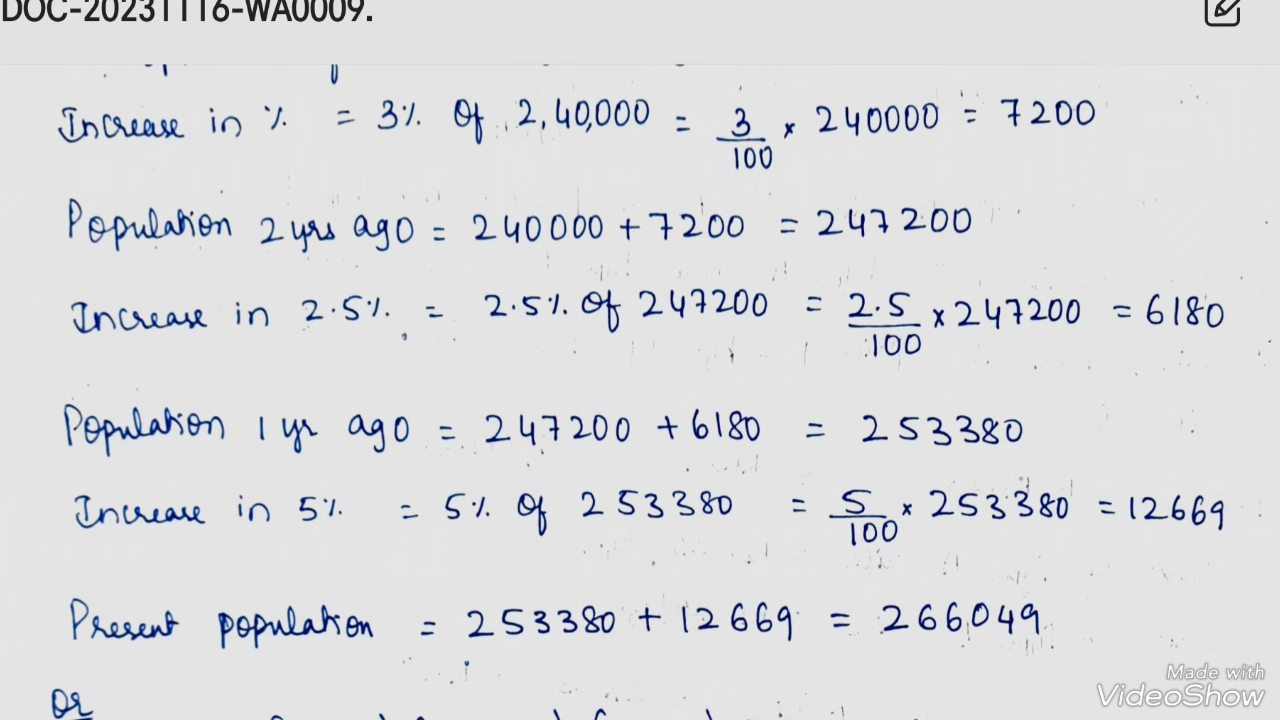 DOC-20231116-WA0009.
Increase in % = 3% of 2,40,000 = 3/100 × 240000 = 7200
Population 2 yrs ago = 240000 + 7200 = 247200
Increase in 2.5% = 2.5% of 247200 = 2.5/100 × 247200 = 6180
Population 1 yr ago = 247200 + 6180 = 253380
Increase in 5% = 5% of 253380 = 5/100 × 253380 = 12669
Present population = 253380 + 12669 = 266049
Or
Made with
VideoShow